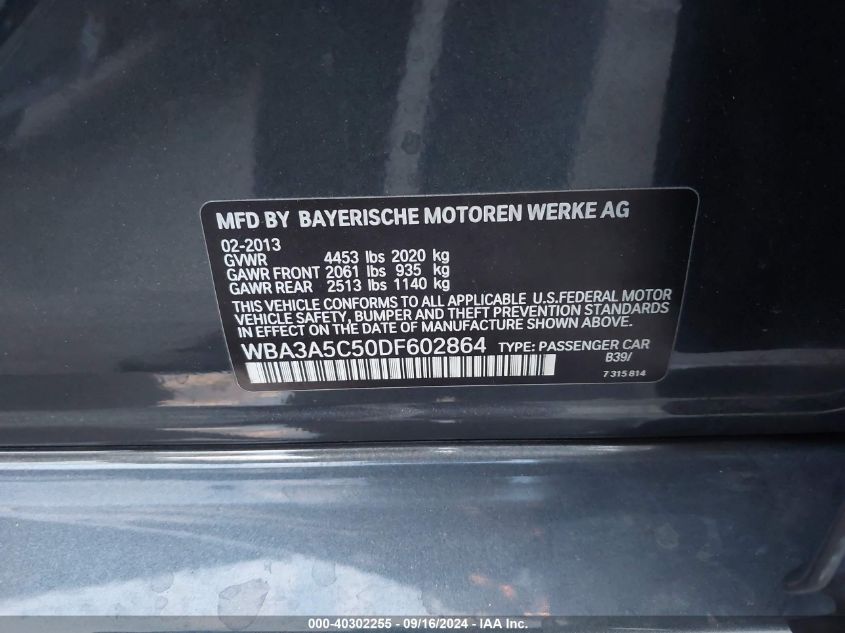 MFD BY BAYERISCHE MOTOREN WERKE AG
02-2013
GVWR 4453 lbs 2020 kg
GAWR FRONT 2061 lbs 935 kg
GAWR REAR 2513 lbs 1140 kg
THIS VEHICLE CONFORMS TO ALL APPLICABLE U.S.FEDERAL MOTOR
VEHICLE SAFETY, BUMPER AND THEFT PREVENTION STANDARDS
IN EFFECT ON THE DATE OF MANUFACTURE SHOWN ABOVE.
WBA3A5C50DF602864 TYPE: PASSENGER CAR
B39/
7 315 814
000-40302255 - 09/16/2024 - IAA Inc.